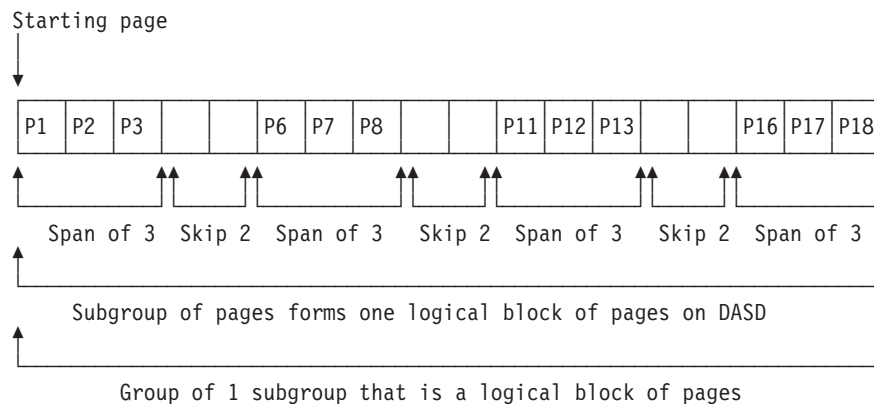 Starting page
P1 P2 P3 P6 P7 P8 P11 P12 P13 P16 P17 P18
Span of 3 Skip 2 Span of 3 Skip 2 Span of 3 Skip 2 Span of 3
Subgroup of pages forms one logical block of pages on DASD
Group of 1 subgroup that is a logical block of pages